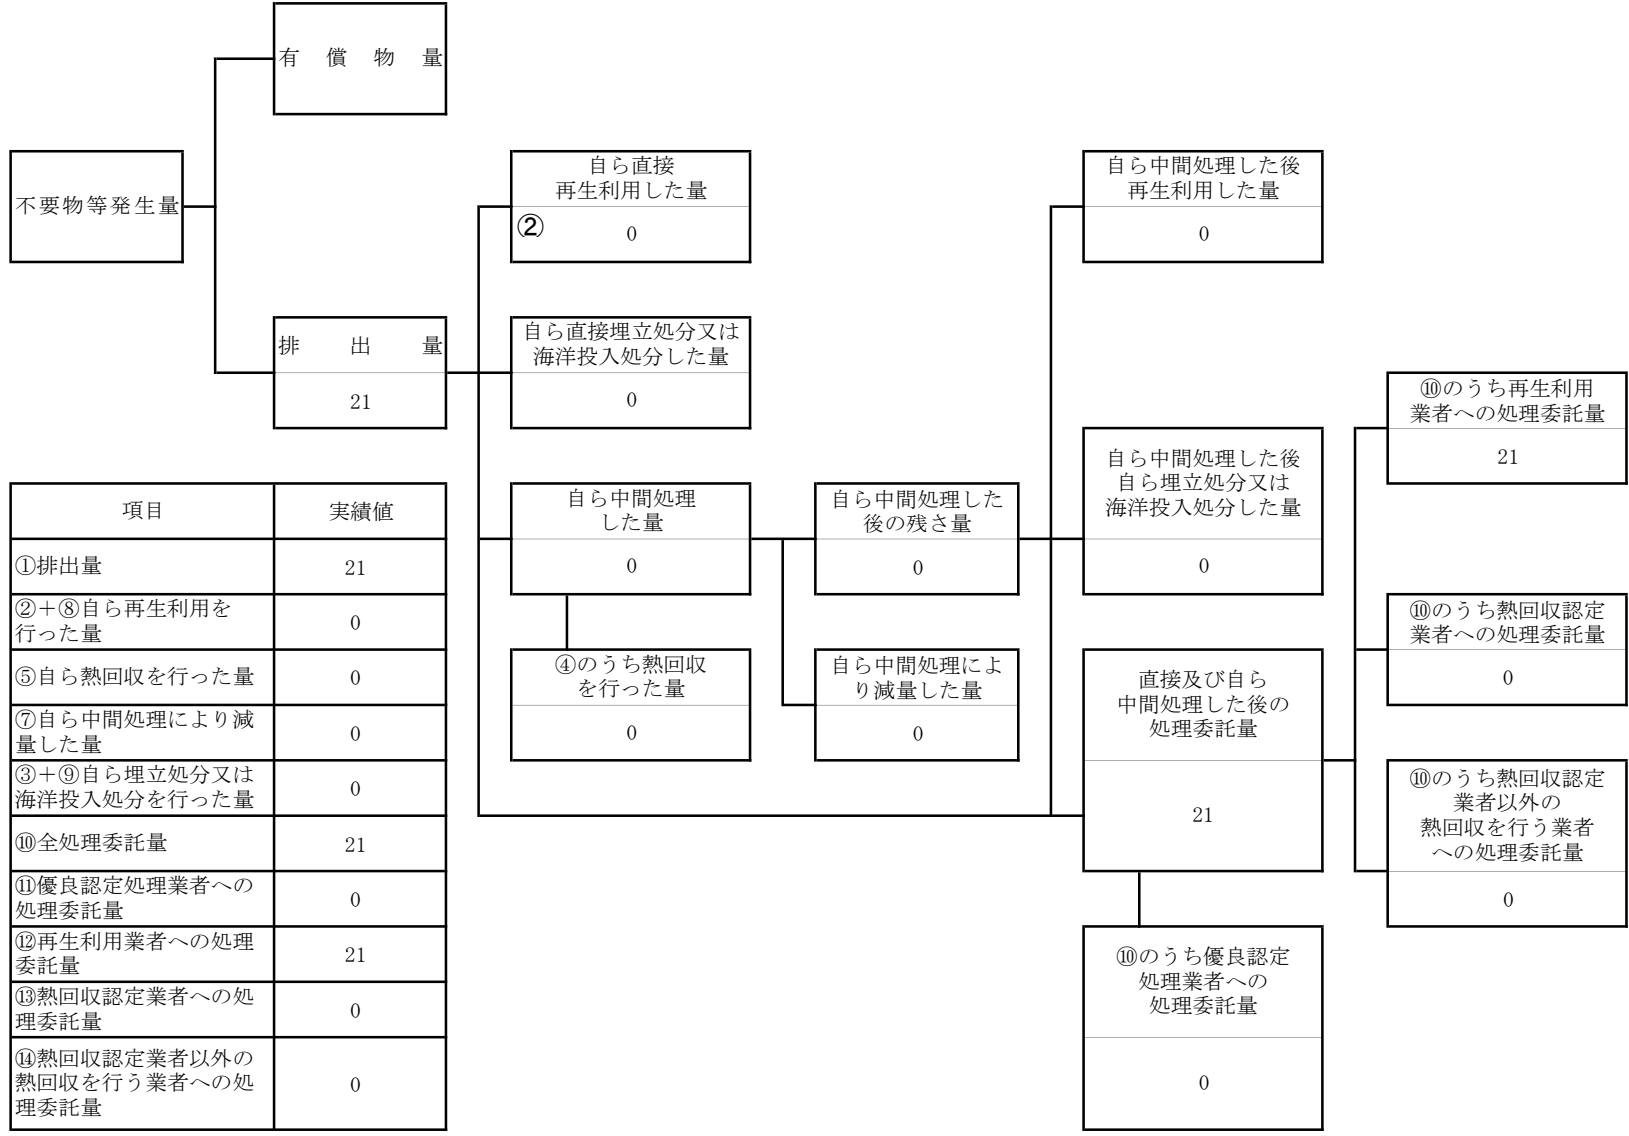 有償物量
不要物等発生量
自ら直接
再生利用した量
②
0
自ら中間処理した後
再生利用した量
0
排出量
21
自ら直接埋立処分又は
海洋投入処分した量
0
⑩のうち再生利用
業者への処理委託量
21
自ら中間処理した後
自ら埋立処分又は
海洋投入処分した量
0
自ら中間処理
した量
0
自ら中間処理した
後の残さ量
0
⑩のうち熱回収認定
業者への処理委託量
0
④のうち熱回収
を行った量
0
自ら中間処理によ
り減量した量
0
直接及び自ら
中間処理した後の
処理委託量
21
⑩のうち熱回収認定
業者以外の
熱回収を行う業者
への処理委託量
0
⑩のうち優良認定
処理業者への
処理委託量
0
項目 実績値
①排出量 21
②＋⑧自ら再生利用を
行った量 0
⑤自ら熱回収を行った量 0
⑦自ら中間処理により減
量した量 0
③＋⑨自ら埋立処分又は
海洋投入処分を行った量 0
⑩全処理委託量 21
⑪優良認定処理業者への
処理委託量 0
⑫再生利用業者への処理
委託量 21
⑬熱回収認定業者への処
理委託量 0
⑭熱回収認定業者以外の
熱回収を行う業者への処
理委託量 0